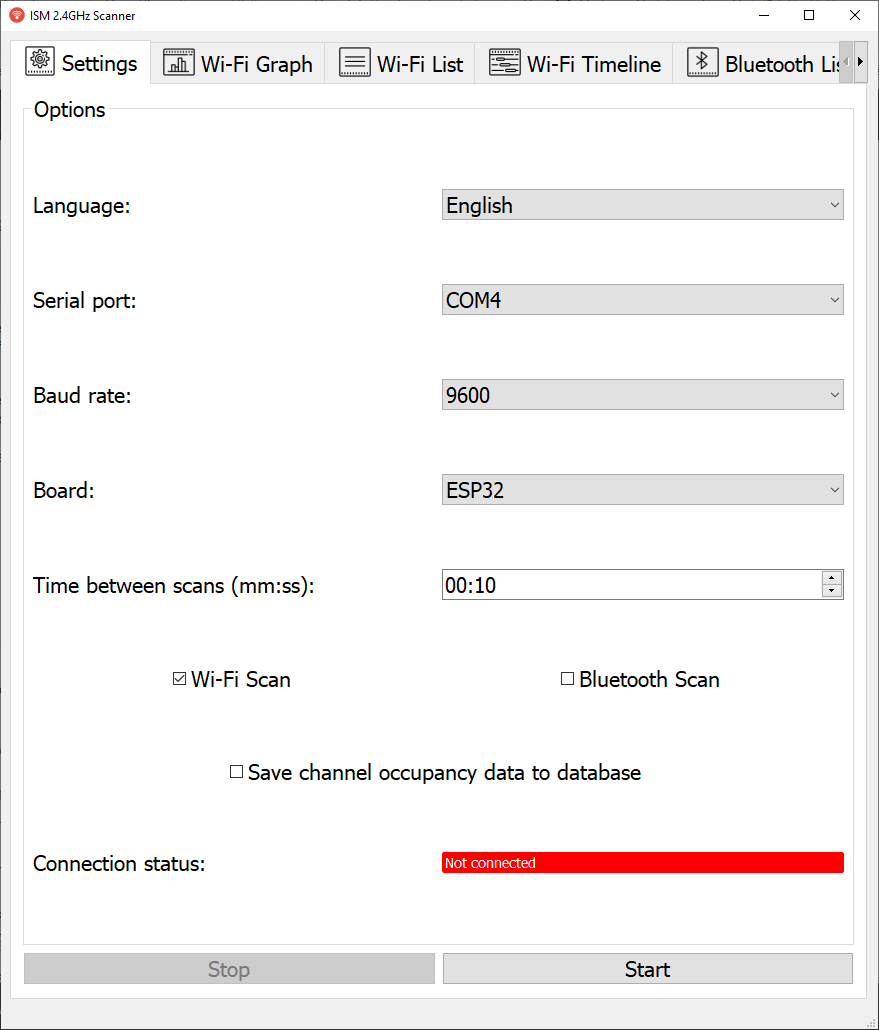 ISM 2.4GHz Scanner
Settings Wi-Fi Graph Wi-Fi List Wi-Fi Timeline Bluetooth
Options
Language: English
Serial port: COM4
Baud rate: 9600
Board: ESP32
Time between scans (mm:ss): 00:10
Wi-Fi Scan Bluetooth Scan
Save channel occupancy data to database
Connection status: Not connected
Stop Start